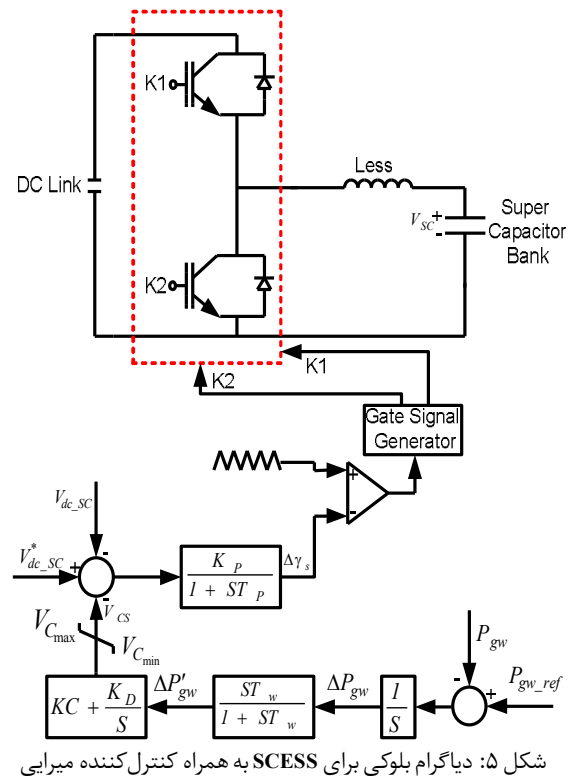 K1
Less
DC Link
V_SC
+
-
Super
Capacitor
Bank
K2
K1
K2
Gate Signal
Generator
V_dc_SC
+
-
-
V*_dc_SC
+
-
V_CS
K_P
1 + ST_P
Δγ_s
V_Cmax
V_Cmin
P_gw
KC + K_D
S
ΔP'_gw
ST_w
1 + ST_w
ΔP_gw
1
S
-
+
P_gw_ref
شکل ۵: دیاگرام بلوکی برای SCESS به همراه کنترل‌کننده میرایی